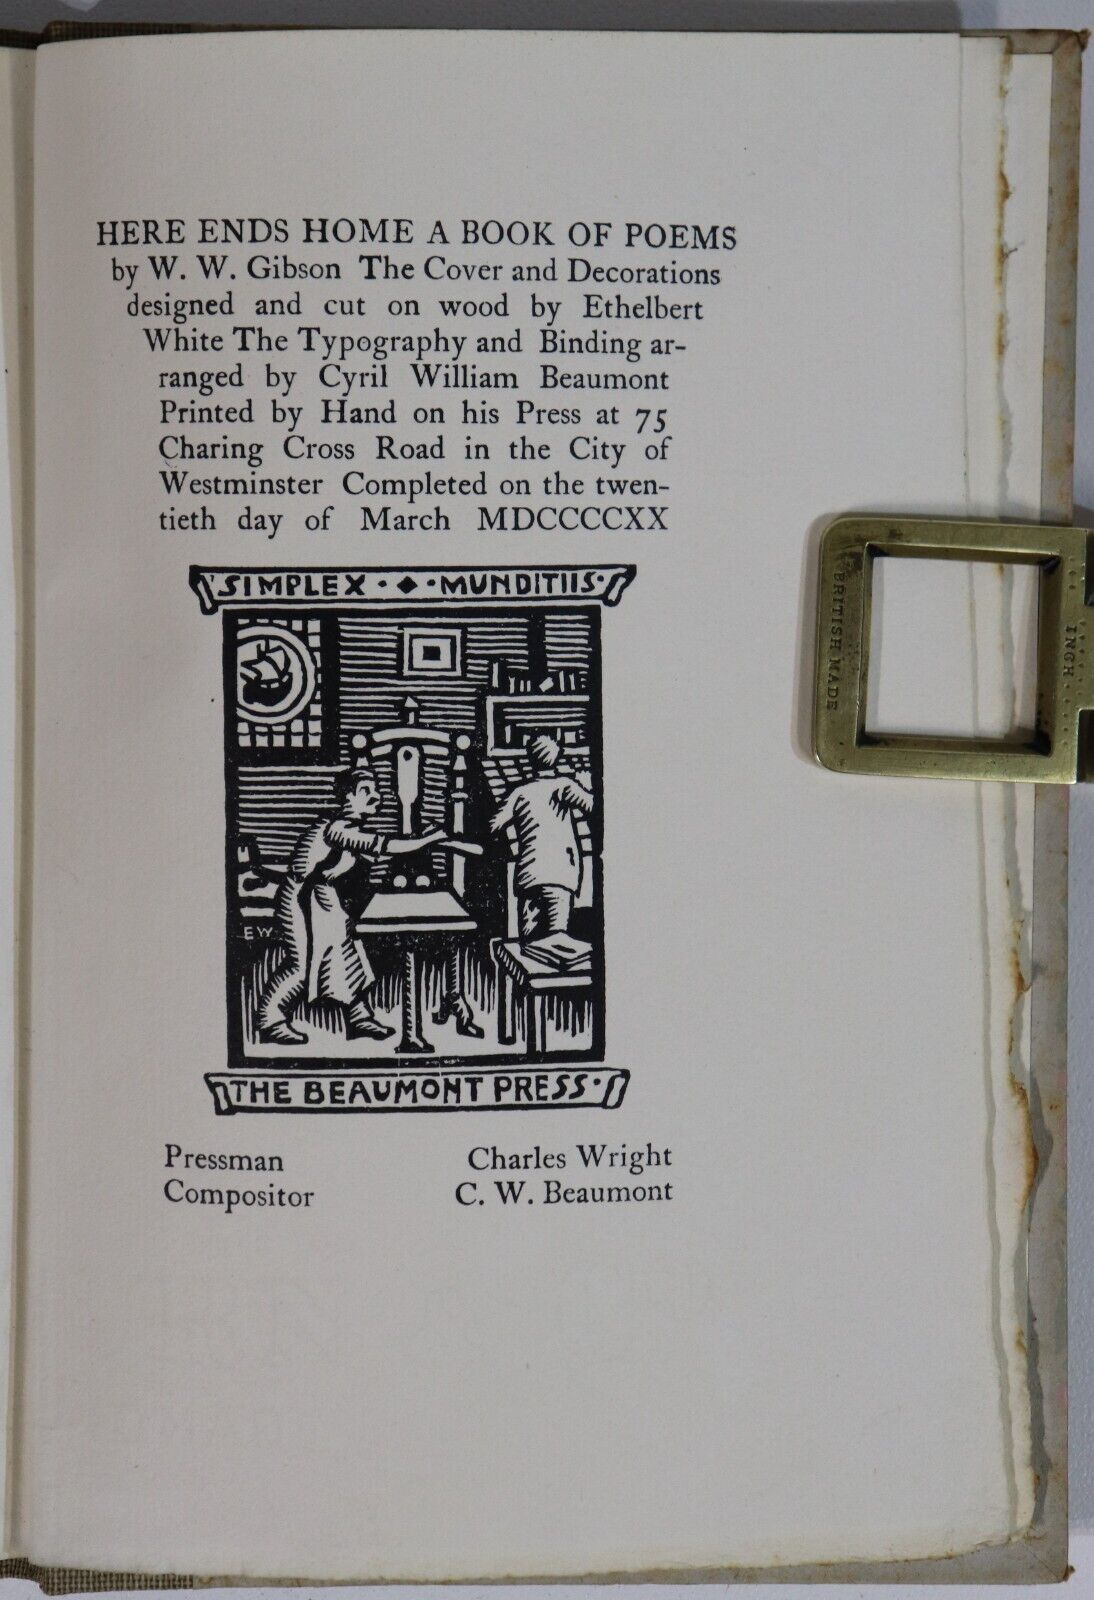 HERE ENDS HOME A BOOK OF POEMS
by W. W. Gibson The Cover and Decorations
designed and cut on wood by Ethelbert
White The Typography and Binding ar-
ranged by Cyril William Beaumont
Printed by Hand on his Press at 75
Charing Cross Road in the City of
Westminster Completed on the twen-
tieth day of March MDCCCCXX
SIMPLEX · ◆ · MUNDITIIS ·
EW
THE BEAUMONT PRESS ·
Pressman Charles Wright
Compositor C. W. Beaumont
BRITISH MADE
INGH